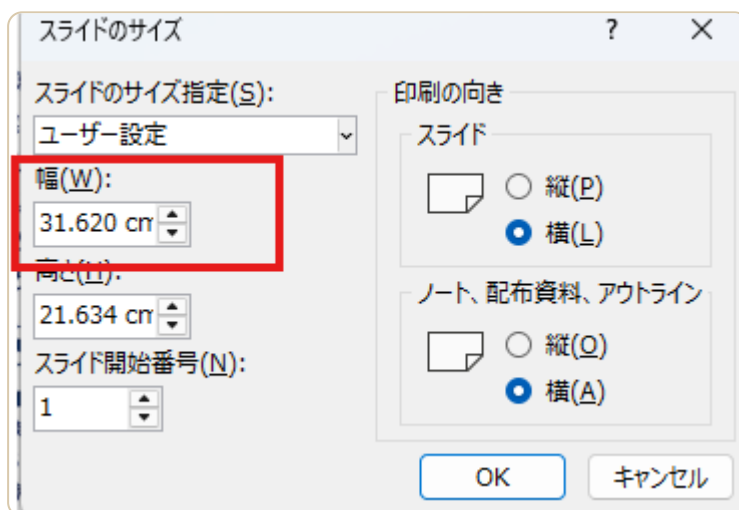 スライドのサイズ ?
スライドのサイズ指定(S):
ユーザー設定
幅(W):
31.620 cm
高さ(H):
21.634 cm
スライド開始番号(N):
1
印刷の向き
スライド
縦(P)
横(L)
ノート、配布資料、アウトライン
縦(O)
横(A)
OK キャンセル